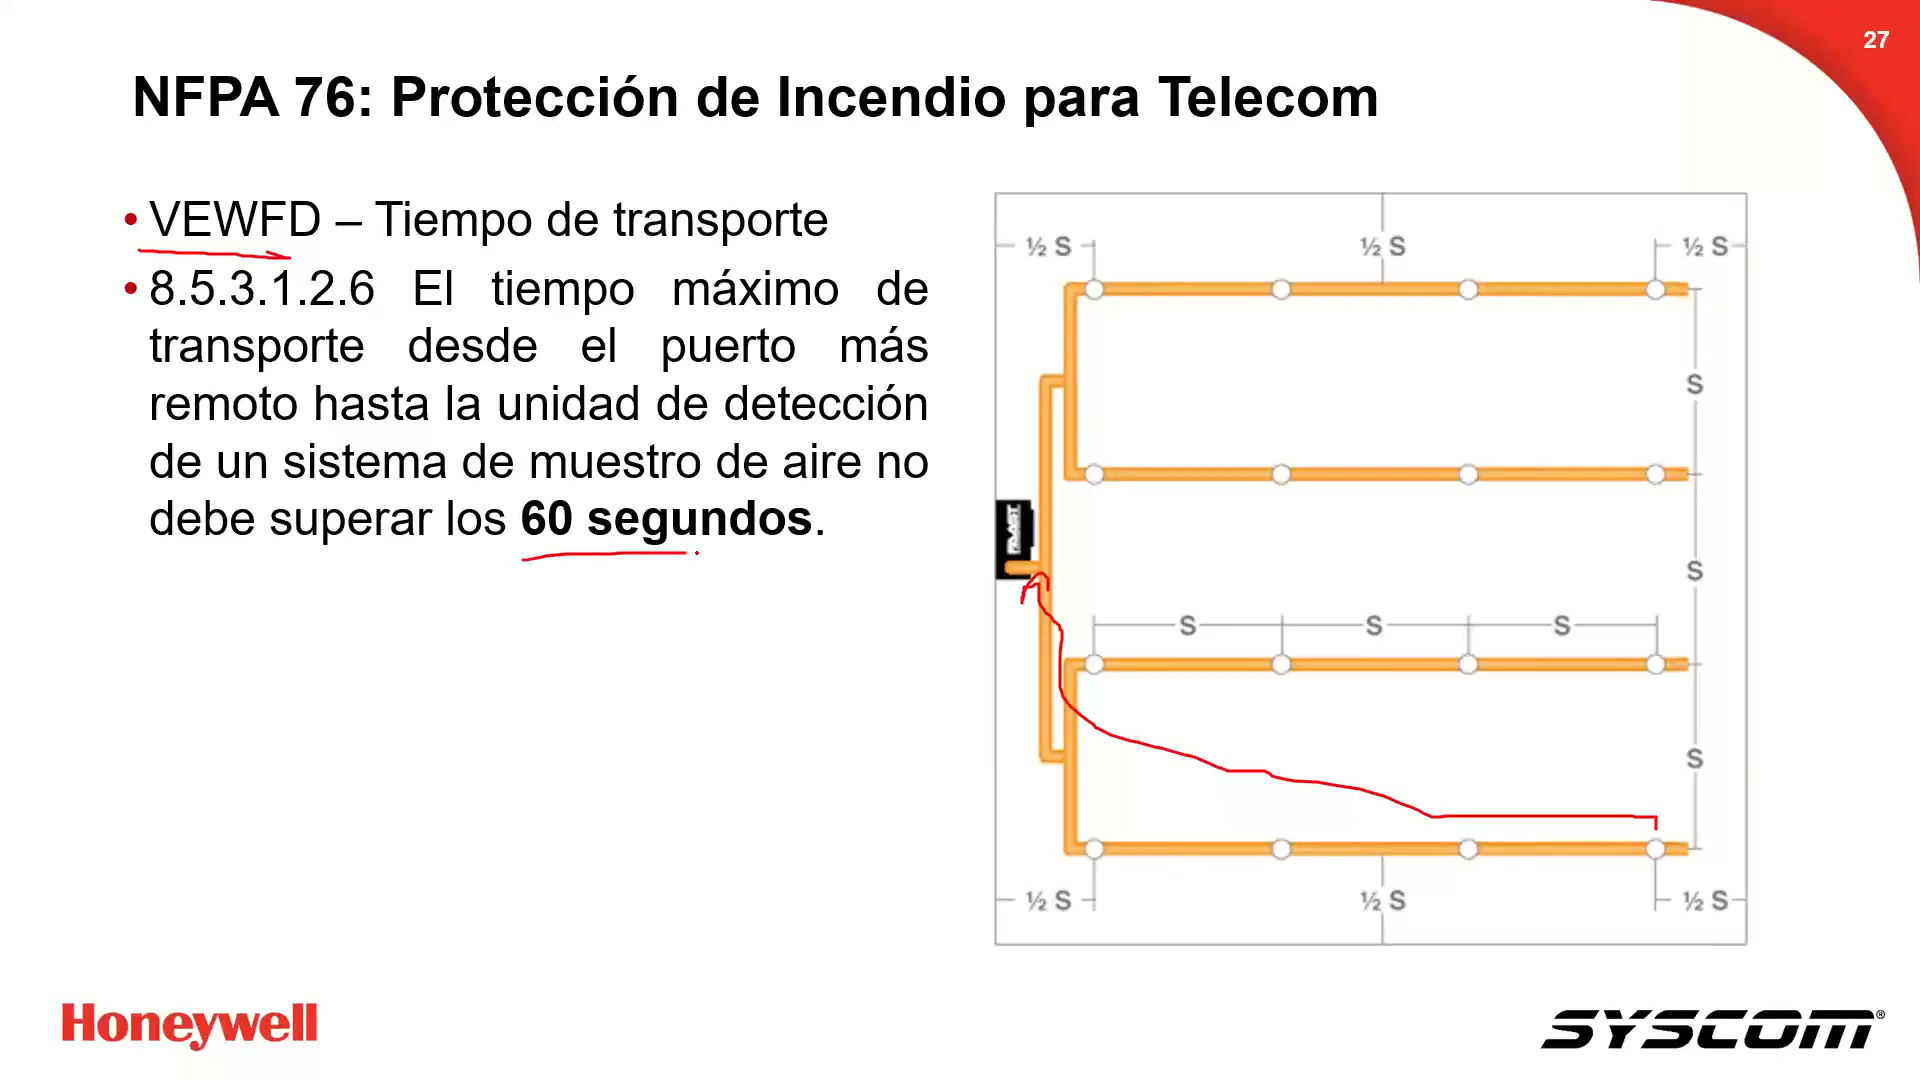 27
NFPA 76: Protección de Incendio para Telecom
• VEWFD – Tiempo de transporte
• 8.5.3.1.2.6 El tiempo máximo de
transporte desde el puerto más
remoto hasta la unidad de detección
de un sistema de muestro de aire no
debe superar los 60 segundos.
½ S ½ S ½ S
S
FAAST
S
S S S
S
½ S ½ S ½ S
Honeywell
SYSCOM®